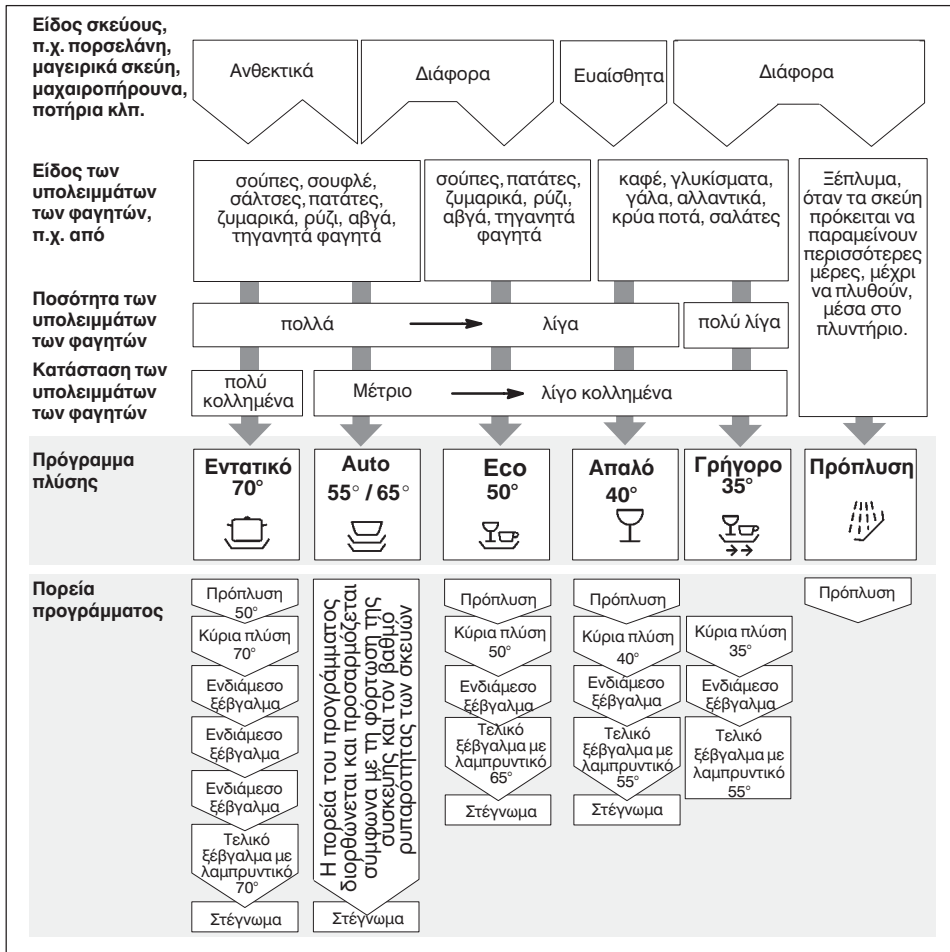 Είδος σκεύους,
π.χ. πορσελάνη,
μαγειρικά σκεύη,
μαχαιροπήρουνα,
ποτήρια κλπ.
Ανθεκτικά
Διάφορα
Ευαίσθητα
Διάφορα
Είδος των
υπολειμμάτων
των φαγητών,
π.χ. από
σούπες, σουφλέ,
σάλτσες, πατάτες,
ζυμαρικά, ρύζι, αβγά,
τηγανητά φαγητά
σούπες, πατάτες,
ζυμαρικά, ρύζι,
αβγά, τηγανητά
φαγητά
καφέ, γλυκίσματα,
γάλα, αλλαντικά,
κρύα ποτά, σαλάτες
Ξέπλυμα,
όταν τα σκεύη
πρόκειται να
παραμείνουν
περισσότερες
μέρες, μέχρι
να πλυθούν,
μέσα στο
πλυντήριο.
Ποσότητα των
υπολειμμάτων
των φαγητών
πολλά
λίγα
πολύ λίγα
Κατάσταση των
υπολειμμάτων
των φαγητών
πολύ
κολλημένα
Μέτριο
λίγο κολλημένα
Πρόγραμμα
πλύσης
Εντατικό
70°
Auto
55° / 65°
Eco
50°
Απαλό
40°
Γρήγορο
35°
Πρόπλυση
Πορεία
προγράμματος
Πρόπλυση
50°
Κύρια πλύση
70°
Ενδιάμεσο
ξέβγαλμα
Ενδιάμεσο
ξέβγαλμα
Ενδιάμεσο
ξέβγαλμα
Τελικό
ξέβγαλμα με
λαμπρυντικό
70°
Στέγνωμα
Η πορεία του προγράμματος
διορθώνεται και προσαρμόζεται
σύμφωνα με τη φόρτωση της
συσκευής και τον βαθμό
ρυπαρότητας των σκευών
Στέγνωμα
Πρόπλυση
Κύρια πλύση
50°
Ενδιάμεσο
ξέβγαλμα
Τελικό
ξέβγαλμα με
λαμπρυντικό
65°
Στέγνωμα
Πρόπλυση
Κύρια πλύση
40°
Ενδιάμεσο
ξέβγαλμα
Τελικό
ξέβγαλμα με
λαμπρυντικό
55°
Στέγνωμα
Κύρια πλύση
35°
Ενδιάμεσο
ξέβγαλμα
Τελικό
ξέβγαλμα με
λαμπρυντικό
55°
Πρόπλυση